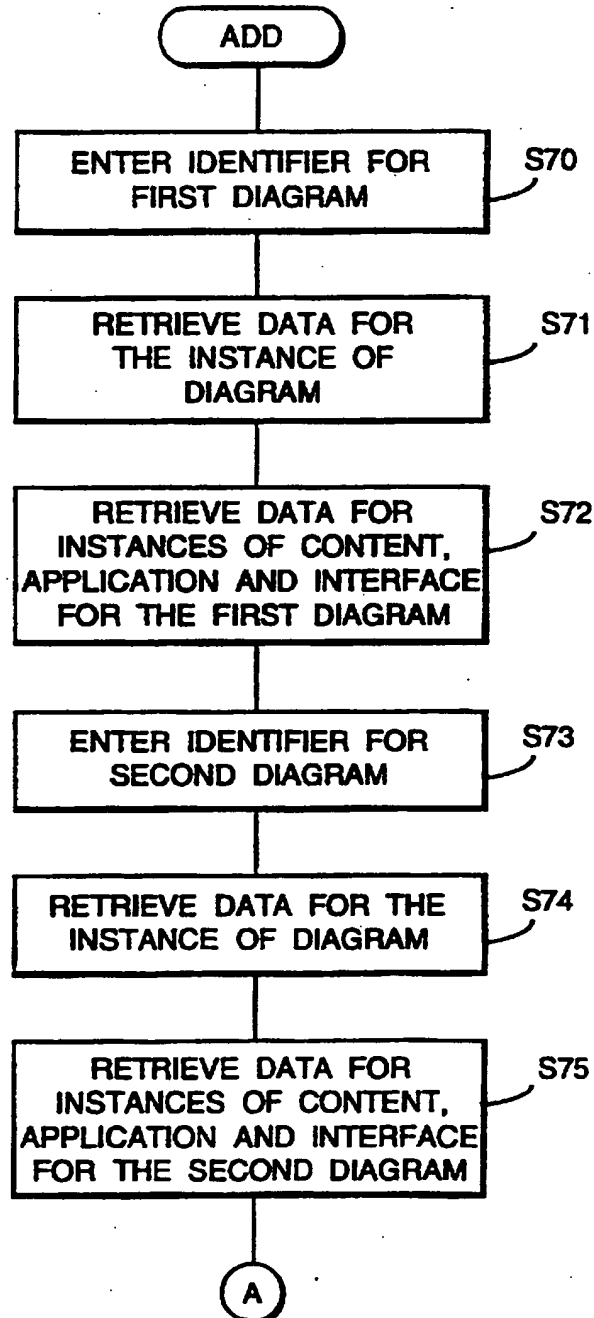 ADD
ENTER IDENTIFIER FOR
FIRST DIAGRAM
S70
RETRIEVE DATA FOR
THE INSTANCE OF
DIAGRAM
S71
RETRIEVE DATA FOR
INSTANCES OF CONTENT,
APPLICATION AND INTERFACE
FOR THE FIRST DIAGRAM
S72
ENTER IDENTIFIER FOR
SECOND DIAGRAM
S73
RETRIEVE DATA FOR THE
INSTANCE OF DIAGRAM
S74
RETRIEVE DATA FOR
INSTANCES OF CONTENT,
APPLICATION AND INTERFACE
FOR THE SECOND DIAGRAM
S75
A